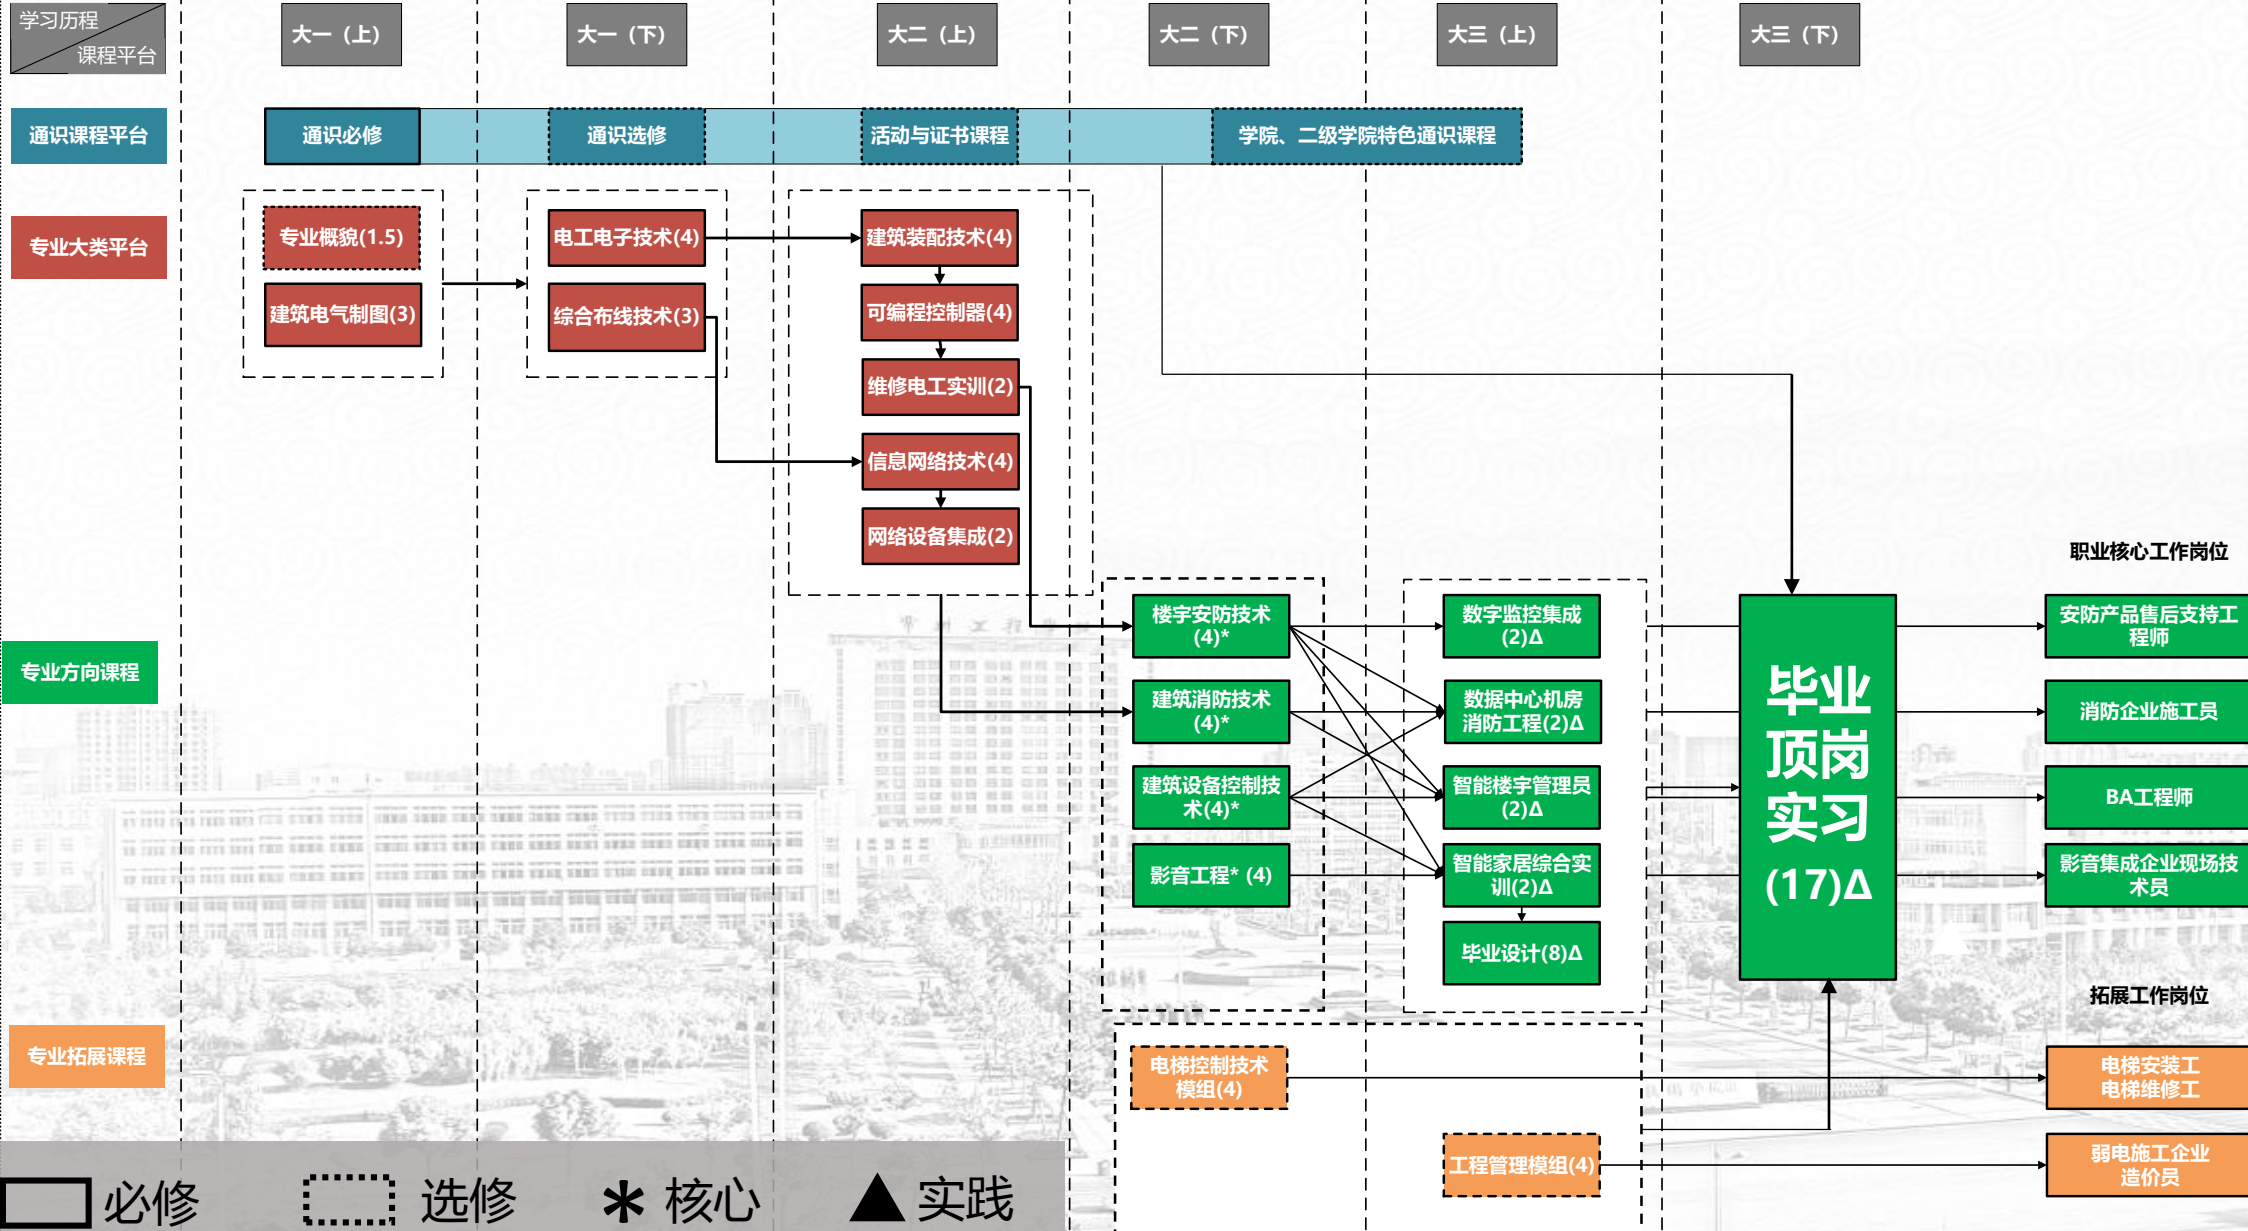 学习历程
课程平台
大一（上）
大一（下）
大二（上）
大二（下）
大三（上）
大三（下）
通识课程平台
通识必修
通识选修
活动与证书课程
学院、二级学院特色通识课程
专业大类平台
专业概貌(1.5)
建筑电气制图(3)
电工电子技术(4)
综合布线技术(3)
建筑装配技术(4)
可编程控制器(4)
维修电工实训(2)
信息网络技术(4)
网络设备集成(2)
专业方向课程
楼宇安防技术
(4)*
建筑消防技术
(4)*
建筑设备控制技
术(4)*
影音工程* (4)
数字监控集成
(2)Δ
数据中心机房
消防工程(2)Δ
智能楼宇管理员
(2)Δ
智能家居综合实
训(2)Δ
毕业设计(8)Δ
毕业
顶岗
实习
(17)Δ
职业核心工作岗位
安防产品售后支持工
程师
消防企业施工员
BA工程师
影音集成企业现场技
术员
拓展工作岗位
专业拓展课程
电梯控制技术
模组(4)
工程管理模组(4)
电梯安装工
电梯维修工
弱电施工企业
造价员
必修
选修
* 核心
▲ 实践